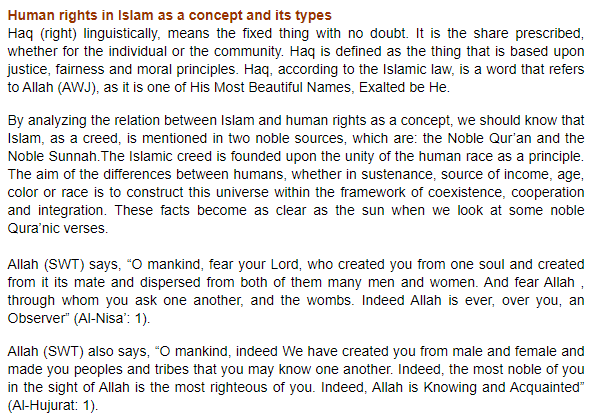 Human rights in Islam as a concept and its types
Haq (right) linguistically, means the fixed thing with no doubt. It is the share prescribed,
whether for the individual or the community. Haq is defined as the thing that is based upon
justice, fairness and moral principles. Haq, according to the Islamic law, is a word that refers
to Allah (AWJ), as it is one of His Most Beautiful Names, Exalted be He.
By analyzing the relation between Islam and human rights as a concept, we should know that
Islam, as a creed, is mentioned in two noble sources, which are: the Noble Qur'an and the
Noble Sunnah.The Islamic creed is founded upon the unity of the human race as a principle.
The aim of the differences between humans, whether in sustenance, source of income, age,
color or race is to construct this universe within the framework of coexistence, cooperation
and integration. These facts become as clear as the sun when we look at some noble
Qura'nic verses.
Allah (SWT) says, "O mankind, fear your Lord, who created you from one soul and created
from it its mate and dispersed from both of them many men and women. And fear Allah ,
through whom you ask one another, and the wombs. Indeed Allah is ever, over you, an
Observer" (Al-Nisa': 1).
Allah (SWT) also says, "O mankind, indeed We have created you from male and female and
made you peoples and tribes that you may know one another. Indeed, the most noble of you
in the sight of Allah is the most righteous of you. Indeed, Allah is Knowing and Acquainted"
(Al-Hujurat: 1).